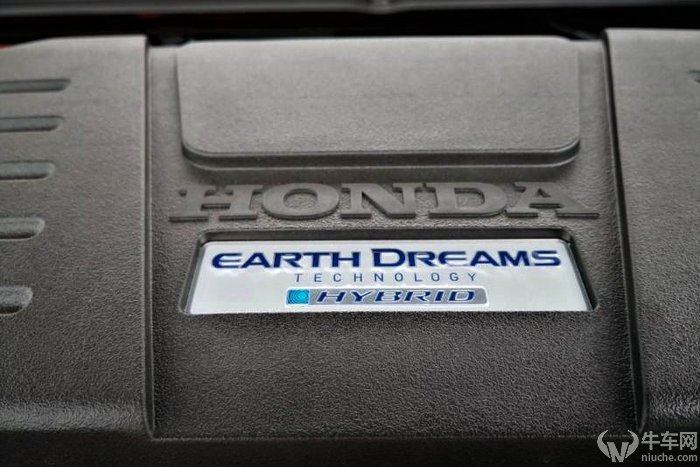 HONDA
EARTH DREAMS
TECHNOLOGY
HYBRID
牛车网
niuche.com